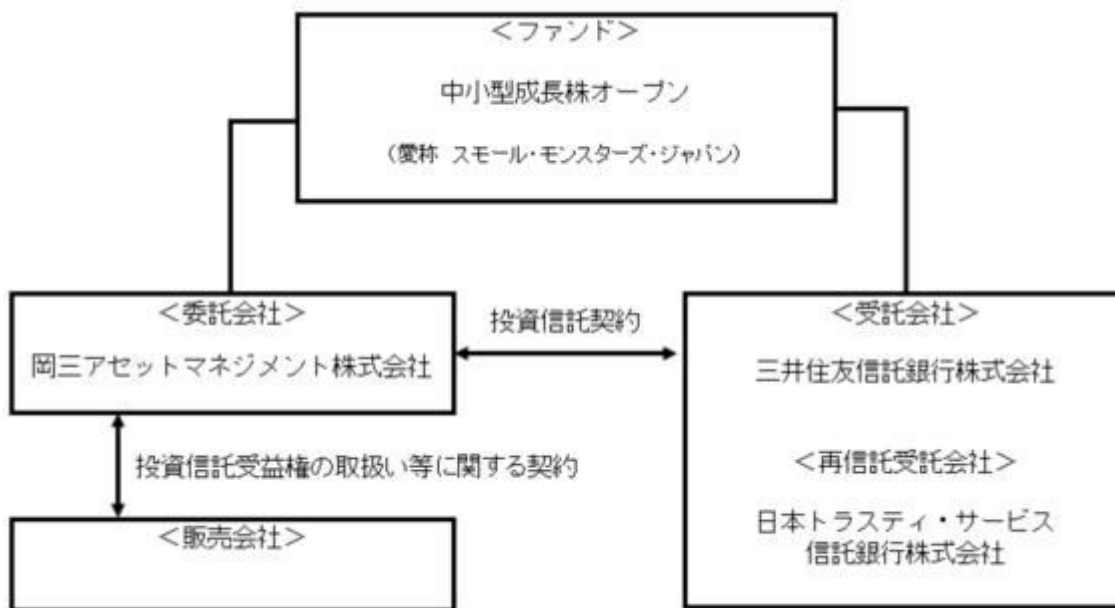 ＜ファンド＞
中小型成長株オープン
（愛称 スモール・モンスターズ・ジャパン）
＜委託会社＞
岡三アセットマネジメント株式会社
投資信託契約
＜受託会社＞
三井住友信託銀行株式会社
＜再信託受託会社＞
日本トラスティ・サービス
信託銀行株式会社
投資信託受益権の取扱い等に関する契約
＜販売会社＞